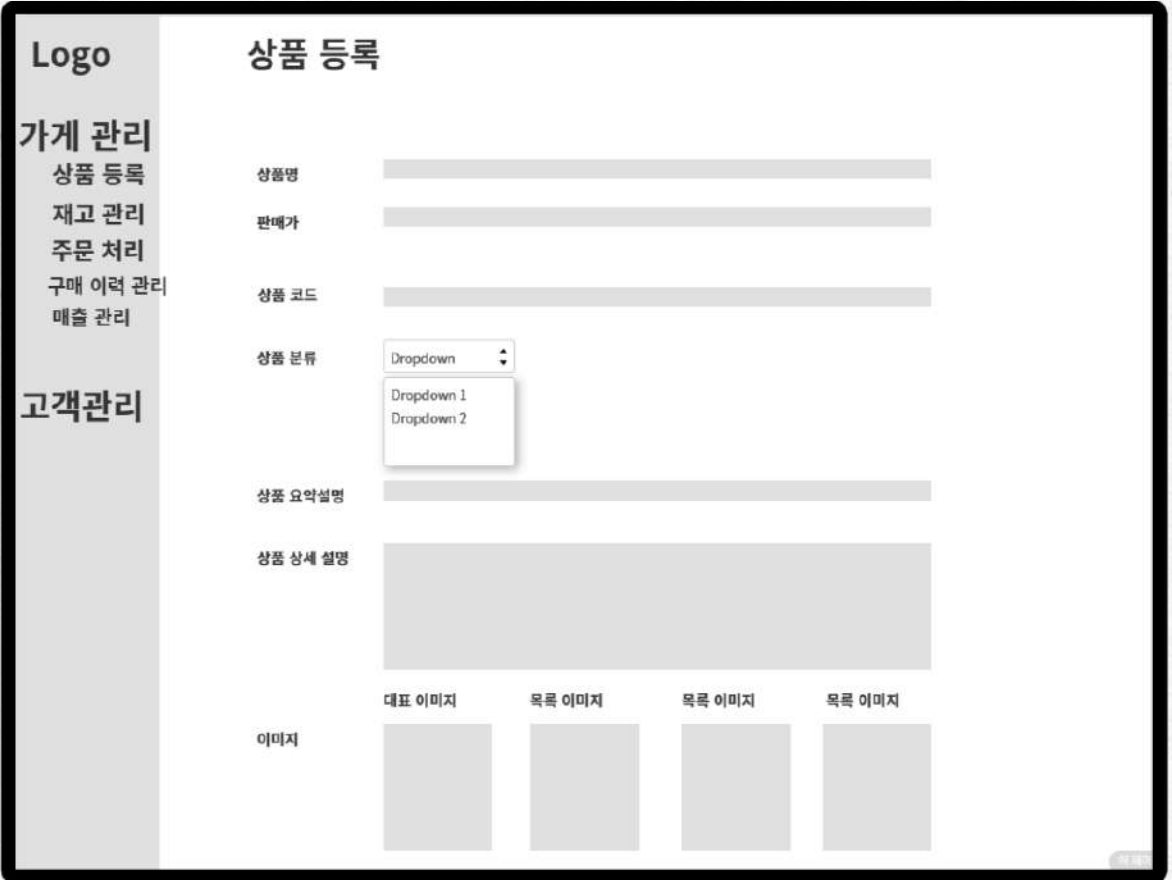 Logo
가게 관리
상품 등록
재고 관리
주문 처리
구매 이력 관리
매출 관리
고객관리
상품 등록
상품명
판매가
상품 코드
상품 분류
Dropdown
Dropdown 1
Dropdown 2
상품 요약설명
상품 상세 설명
대표 이미지
목록 이미지
목록 이미지
목록 이미지
이미지